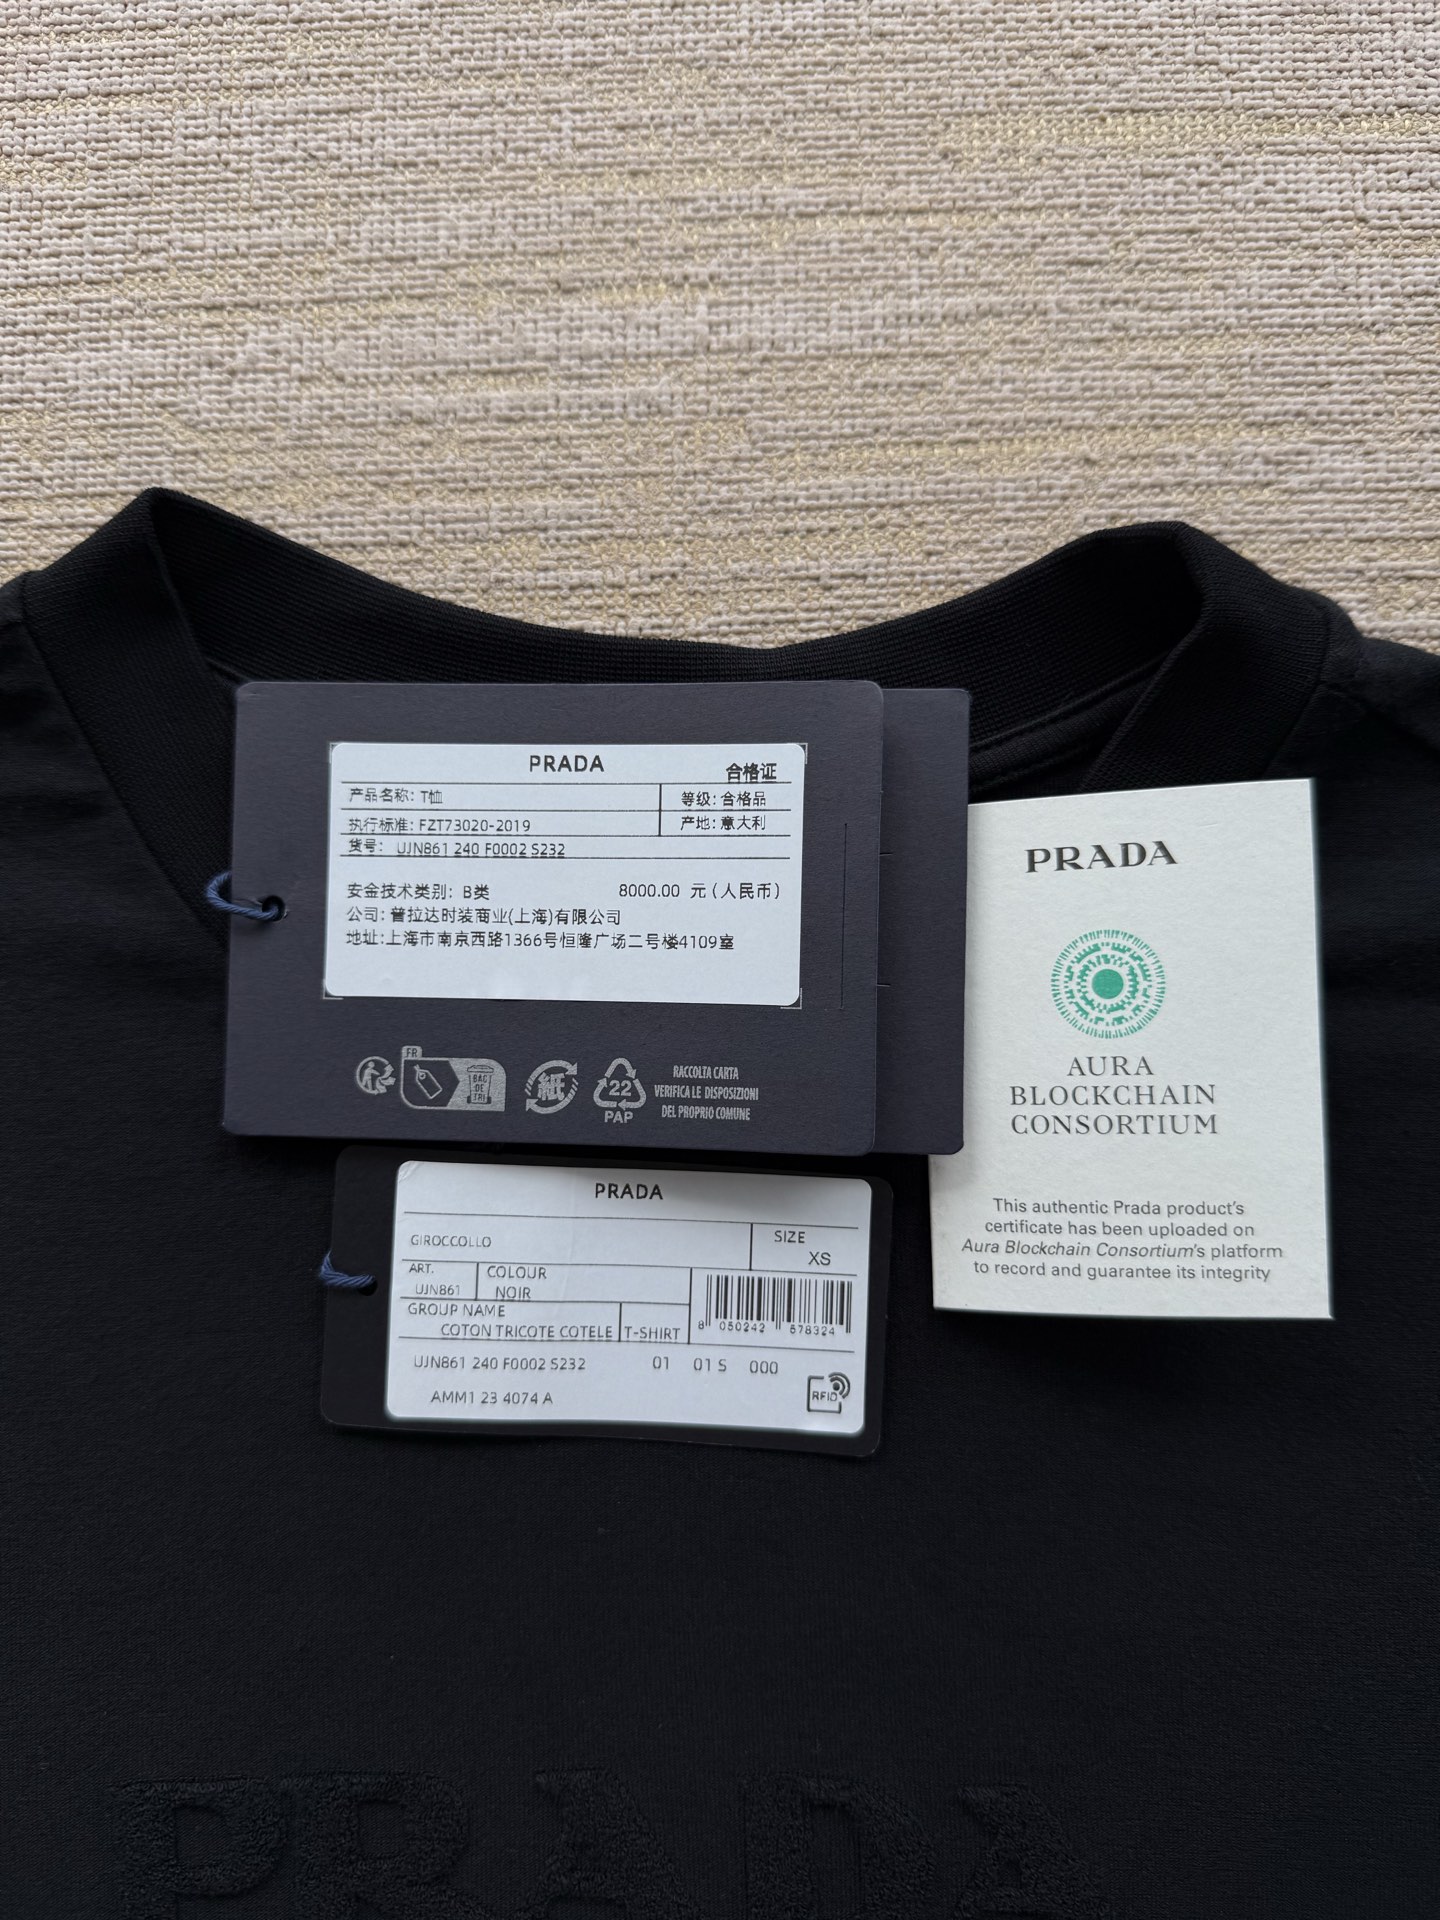 PRADA
合格证
产品名称: T恤
等级: 合格品
执行标准: FZT73020-2019
产地: 意大利
货号: UJN861 240 F0002 S232
安全技术类别: B类 8000.00 元 (人民币)
公司: 普拉达时装商业(上海)有限公司
地址: 上海市南京西路1366号恒隆广场二号楼4109室
FR
BAC
DE
TRI
紙
22
PAP
RACCOLTA CARTA
VERIFICA LE DISPOSIZIONI
DEL PROPRIO COMUNE
PRADA
AURA
BLOCKCHAIN
CONSORTIUM
This authentic Prada product's
certificate has been uploaded on
Aura Blockchain Consortium's platform
to record and guarantee its integrity
PRADA
GIROCCOLLO
SIZE
XS
ART.
UJN861
COLOUR
NOIR
GROUP NAME
COTON TRICOTE COTELE
T-SHIRT
8 050242 678324
UJN861 240 F0002 S232 01 01 S 000
AMM1 23 4074 A
RFID
PRADA